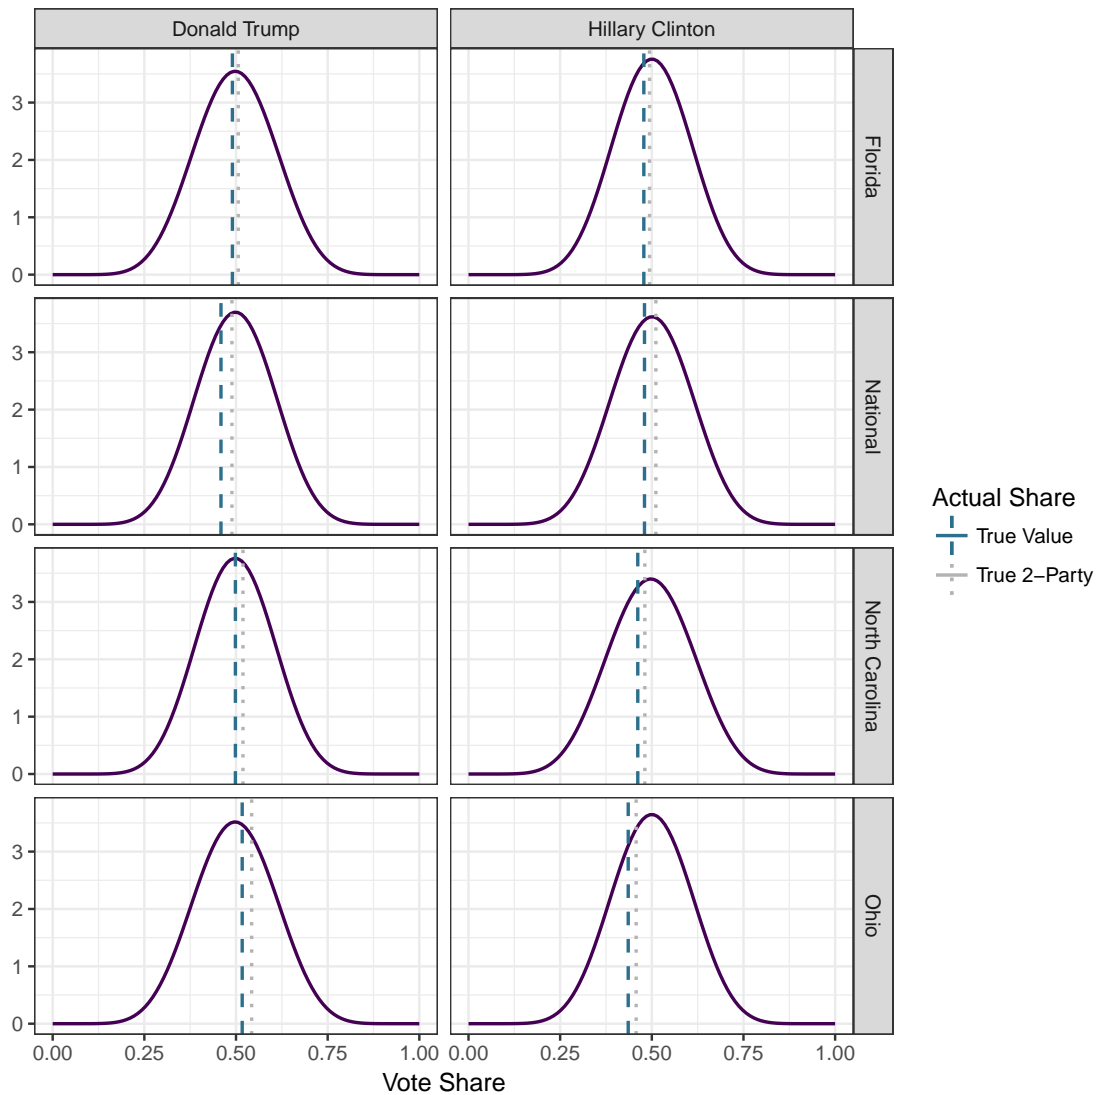 Donald Trump
Hillary Clinton
3
2
1
0
Florida
3
2
1
0
National
3
2
1
0
North Carolina
3
2
1
0
Ohio
0.00 0.25 0.50 0.75 1.00
0.00 0.25 0.50 0.75 1.00
Vote Share
Actual Share
True Value
True 2−Party